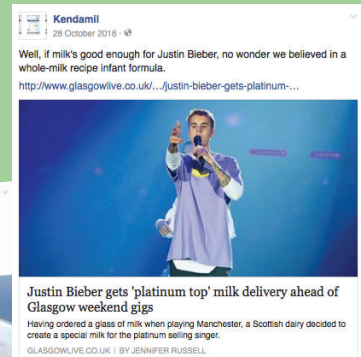 Kendamil
28 October 2016 ·
Well, if milk's good enough for Justin Bieber, no wonder we believed in a
whole-milk recipe infant formula.
http://www.glasgowlive.co.uk/…/justin-bieber-gets-platinum-…
Justin Bieber gets 'platinum top' milk delivery ahead of
Glasgow weekend gigs
Having ordered a glass of milk when playing Manchester, a Scottish dairy decided to
create a special milk for the platinum selling singer.
GLASGOWLIVE.CO.UK | BY JENNIFER RUSSELL